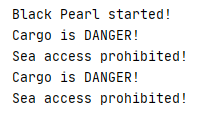 Black Pearl started!
Cargo is DANGER!
Sea access prohibited!
Cargo is DANGER!
Sea access prohibited!